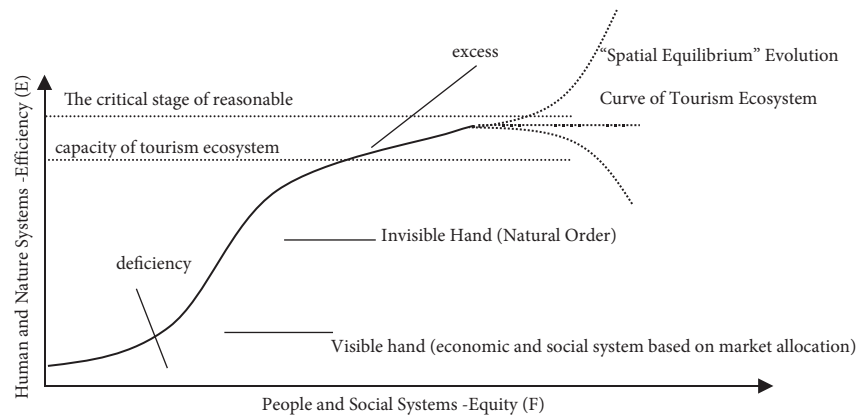 excess
"Spatial Equilibrium" Evolution
The critical stage of reasonable
Curve of Tourism Ecosystem
capacity of tourism ecosystem
Human and Nature Systems -Efficiency (E)
Invisible Hand (Natural Order)
deficiency
Visible hand (economic and social system based on market allocation)
People and Social Systems -Equity (F)